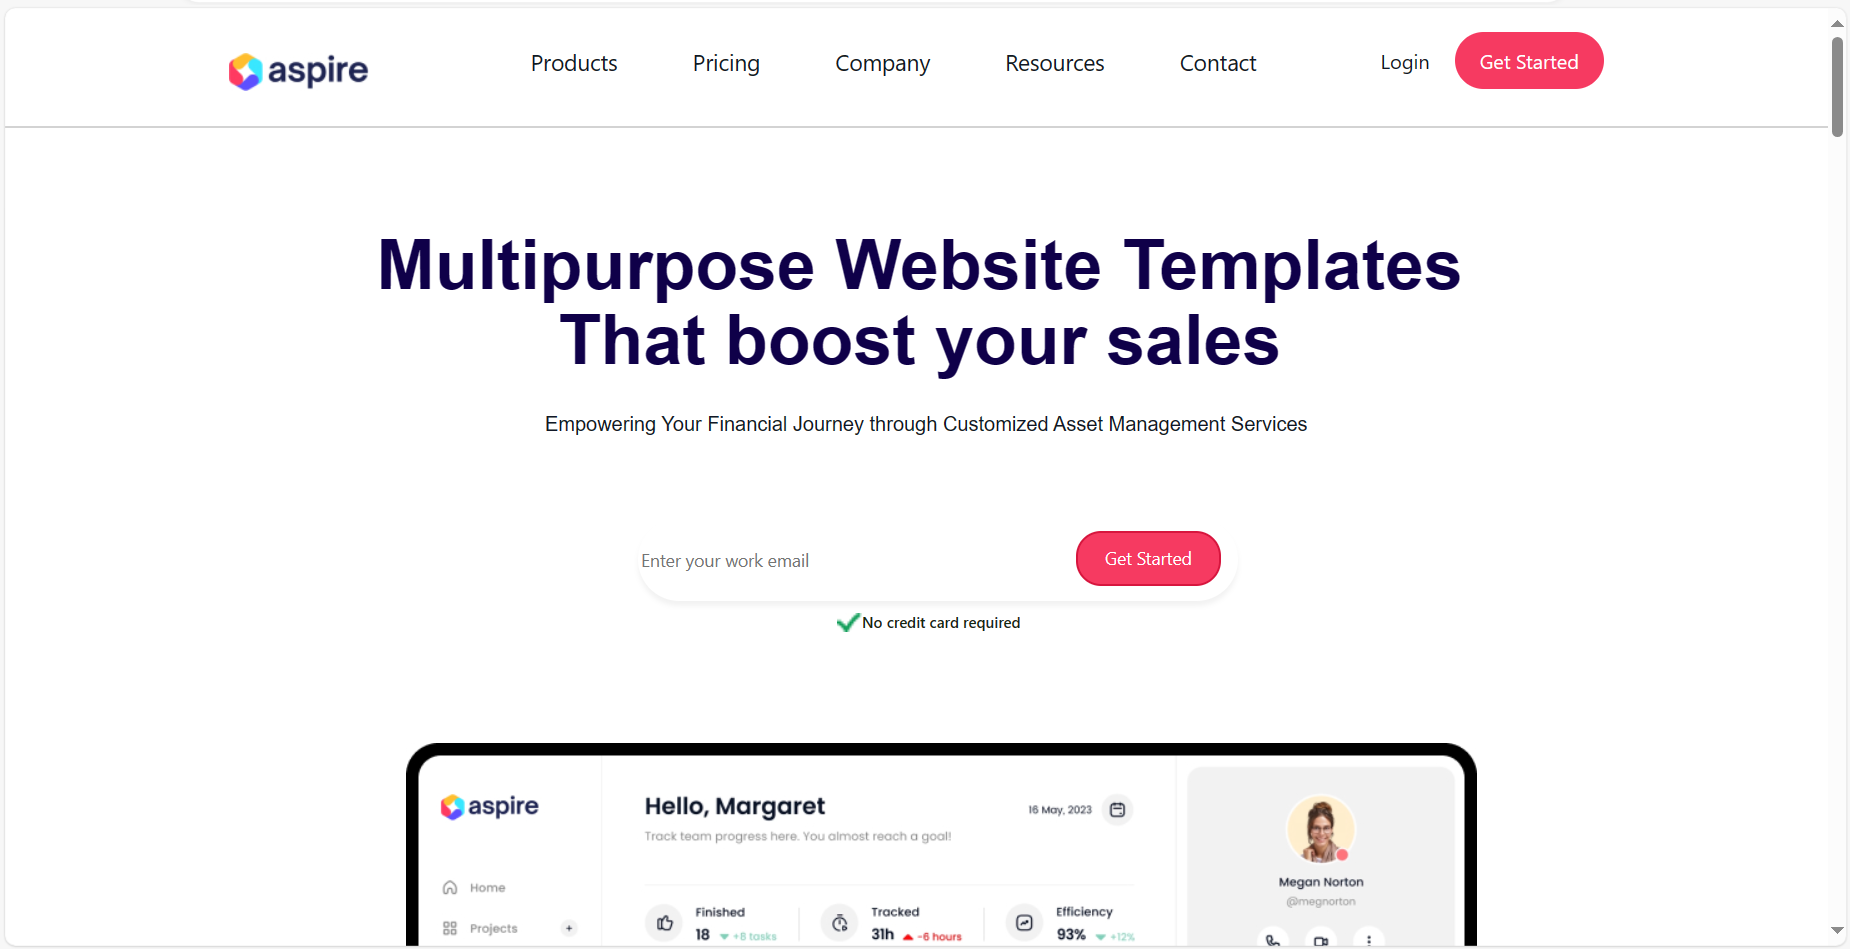 aspire
Products Pricing Company Resources Contact Login Get Started
Multipurpose Website Templates
That boost your sales
Empowering Your Financial Journey through Customized Asset Management Services
Enter your work email Get Started
No credit card required
aspire
Hello, Margaret
16 May, 2023
Track team progress here. You almost reach a goal!
Home
Projects +
Finished
18 +8 tasks
Tracked
31h -6 hours
Efficiency
93% +12%
Megan Norton
@megnorton